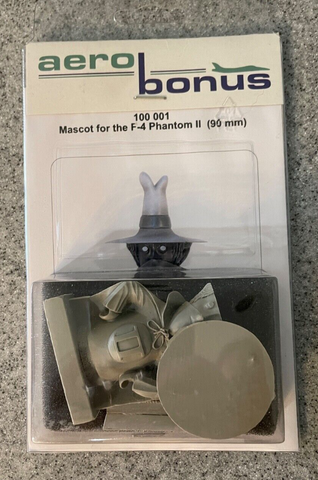 aero
bonus
100 001
Mascot for the F-4 Phantom II (90 mm)